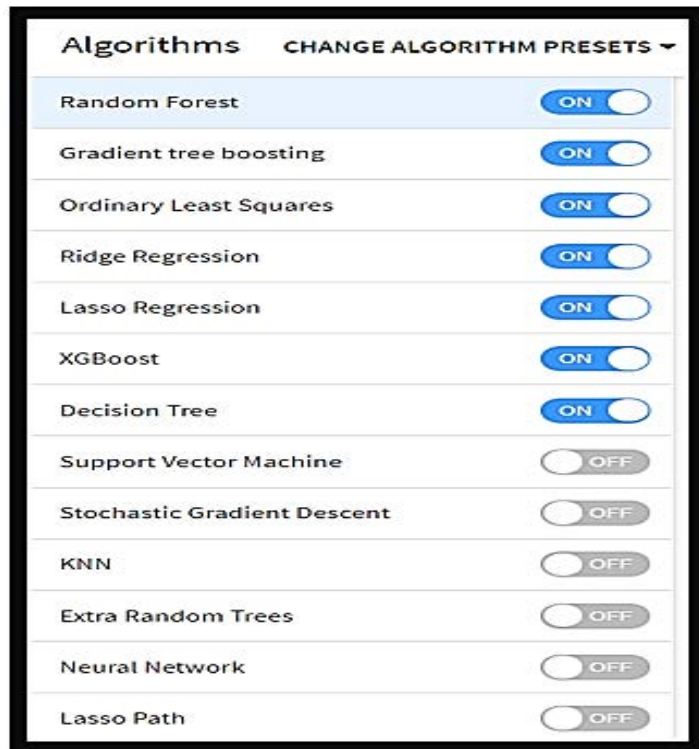 Algorithms CHANGE ALGORITHM PRESETS
Random Forest ON
Gradient tree boosting ON
Ordinary Least Squares ON
Ridge Regression ON
Lasso Regression ON
XGBoost ON
Decision Tree ON
Support Vector Machine OFF
Stochastic Gradient Descent OFF
KNN OFF
Extra Random Trees OFF
Neural Network OFF
Lasso Path OFF